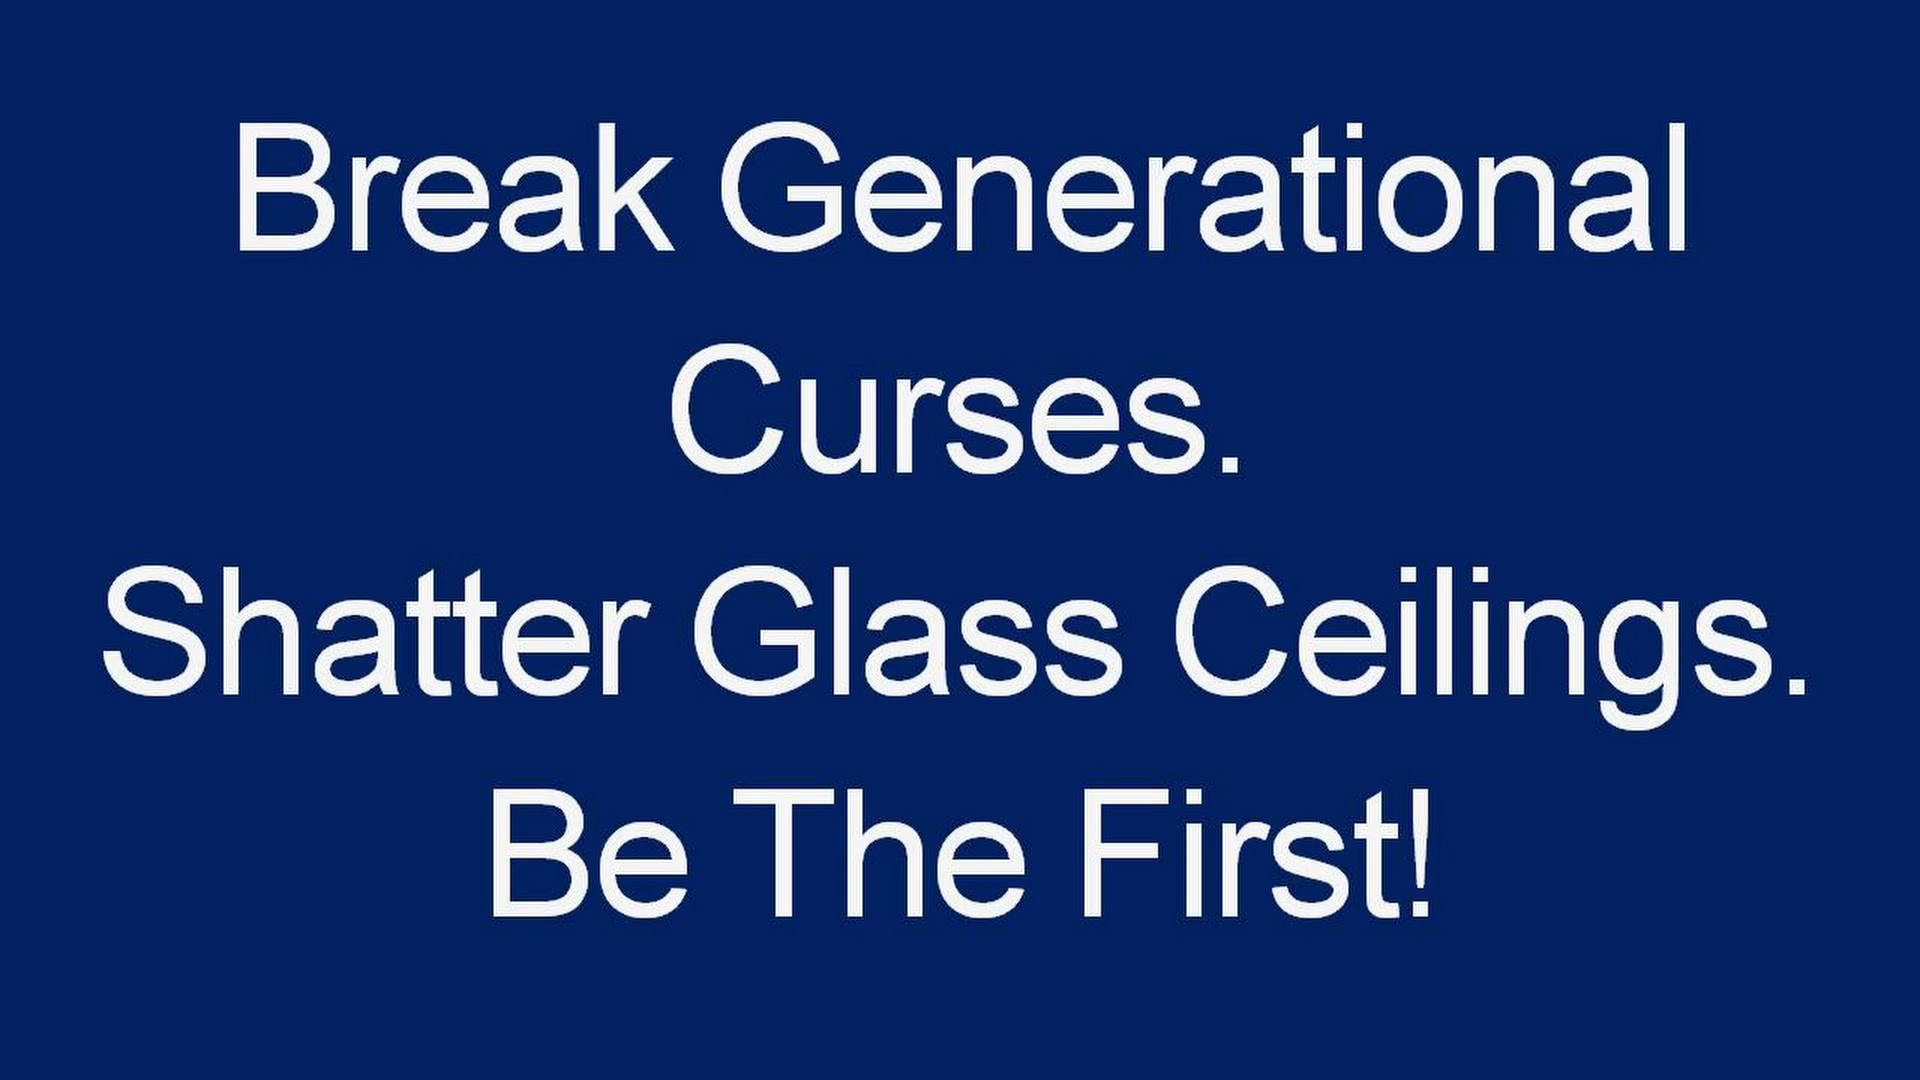 Break Generational
Curses.
Shatter Glass Ceilings.
Be The First!